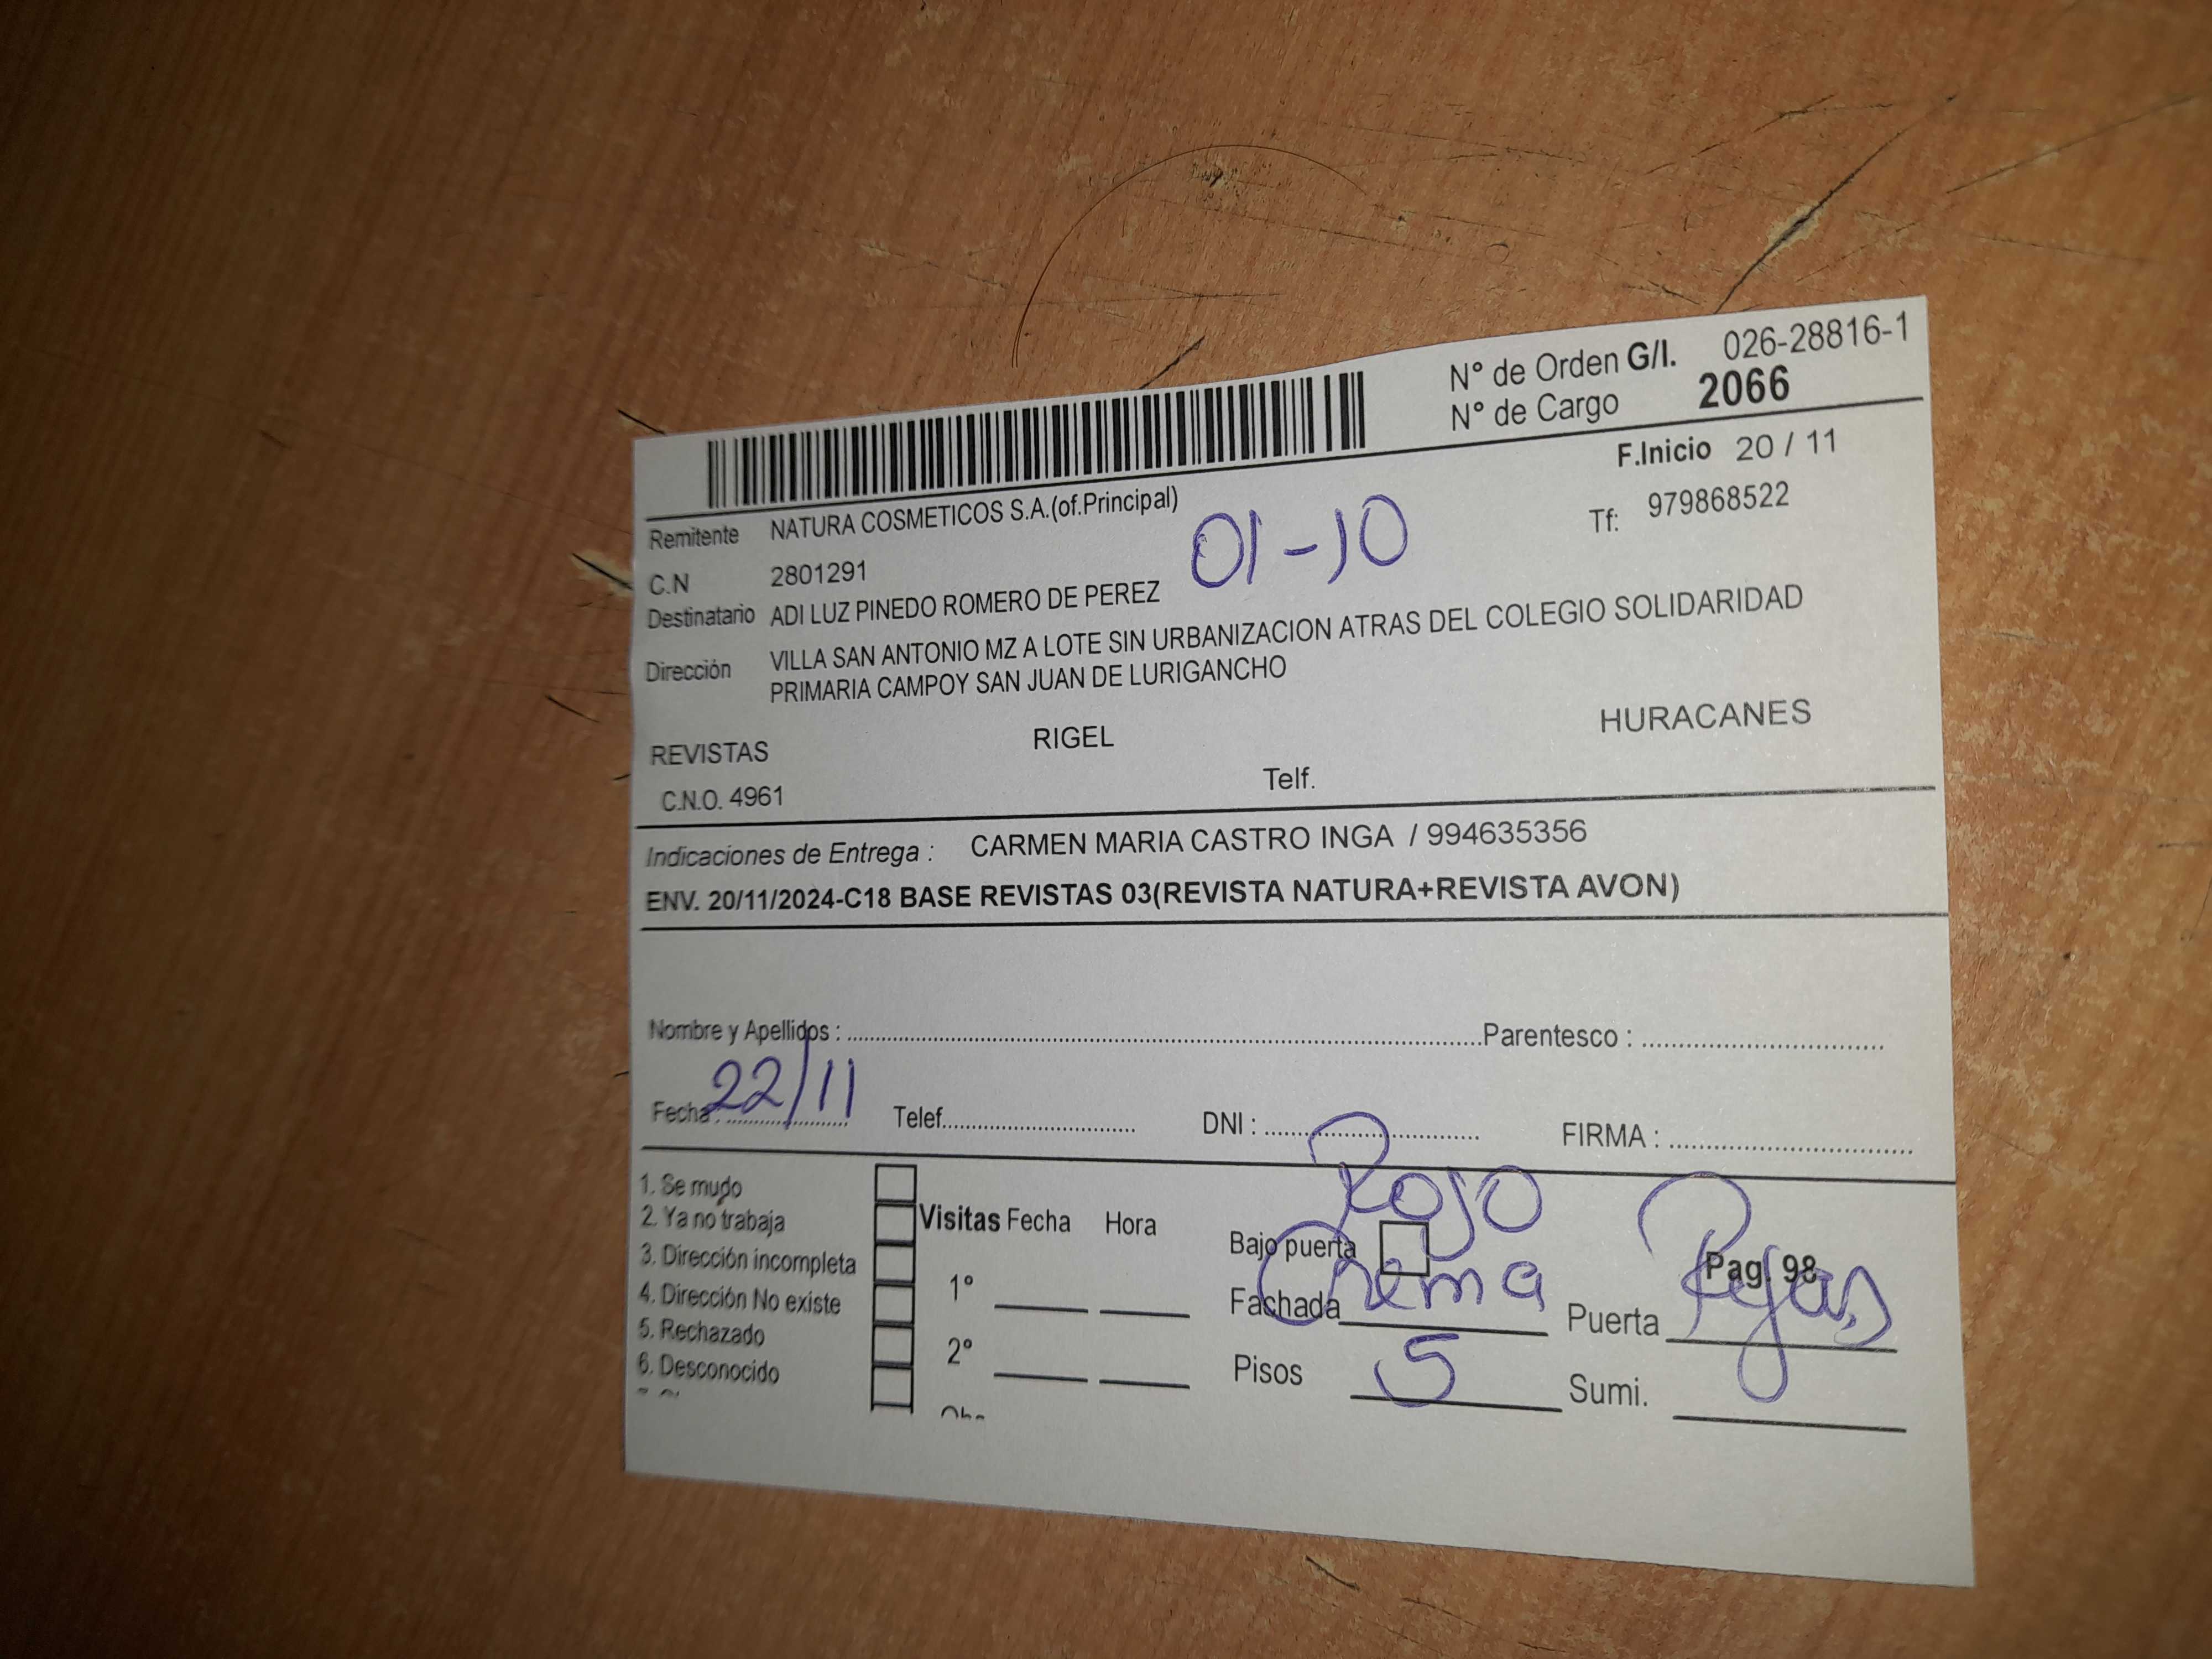 N° de Orden G/I. 026-28816-1
N° de Cargo 2066
F.Inicio 20 / 11
Remitente NATURA COSMETICOS S.A.(of.Principal)
Tf: 979868522
01-10
C.N 2801291
Destinatario ADI LUZ PINEDO ROMERO DE PEREZ
Dirección VILLA SAN ANTONIO MZ A LOTE SIN URBANIZACION ATRAS DEL COLEGIO SOLIDARIDAD
PRIMARIA CAMPOY SAN JUAN DE LURIGANCHO
REVISTAS RIGEL HURACANES
C.N.O. 4961 Telf.
Indicaciones de Entrega : CARMEN MARIA CASTRO INGA / 994635356
ENV. 20/11/2024-C18 BASE REVISTAS 03(REVISTA NATURA+REVISTA AVON)
Nombre y Apellidos : Parentesco :
Fecha : 22/11 Telef. DNI : FIRMA :
1. Se mudo
2. Ya no trabaja
3. Dirección incompleta
4. Dirección No existe
5. Rechazado
6. Desconocido
Visitas Fecha Hora
1°
2°
Rojo
Bajo puerta
Fachada Crema
Pisos 5
Pag. 98
Puerta Rejas
Sumi.